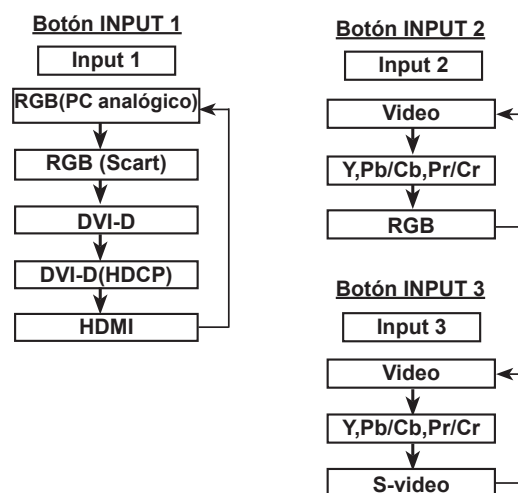 Botón INPUT 1
Input 1
RGB(PC analógico)
RGB (Scart)
DVI-D
DVI-D(HDCP)
HDMI
Botón INPUT 2
Input 2
Video
Y,Pb/Cb,Pr/Cr
RGB
Botón INPUT 3
Input 3
Video
Y,Pb/Cb,Pr/Cr
S-video